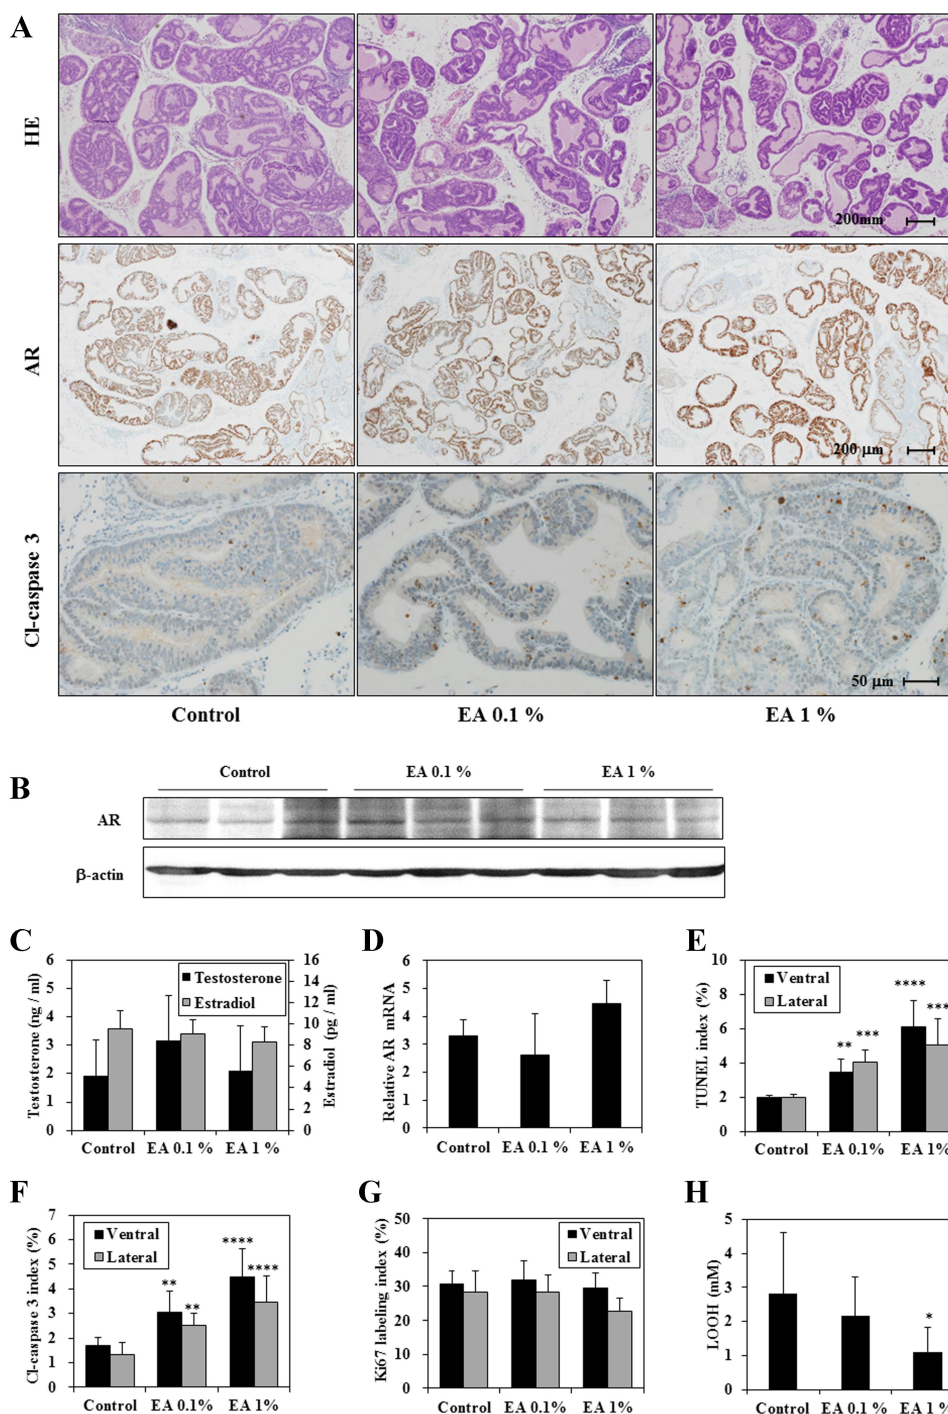 A
HE
200mm
AR
200 µm
Cl-caspase 3
50 µm
Control EA 0.1 % EA 1 %
B
Control EA 0.1 % EA 1 %
AR
β-actin
C
Testosterone (ng / ml)
6
5
4
3
2
1
0
Testosterone
Estradiol
16
14
12
10
8
6
4
2
0
Estradiol (pg / ml)
Control EA 0.1 % EA 1 %
D
Relative AR mRNA
6
5
4
3
2
1
0
Control EA 0.1 % EA 1 %
E
TUNEL index (%)
10
8
6
4
2
0
Ventral
Lateral
** *** **** ***
Control EA 0.1% EA 1%
F
Cl-caspase 3 index (%)
7
6
5
4
3
2
1
0
Ventral
Lateral
** ** **** ****
Control EA 0.1% EA 1%
G
Ki67 labeling index (%)
50
40
30
20
10
0
Ventral
Lateral
Control EA 0.1% EA 1%
H
LOOH (mM)
5
4
3
2
1
0
*
Control EA 0.1% EA 1